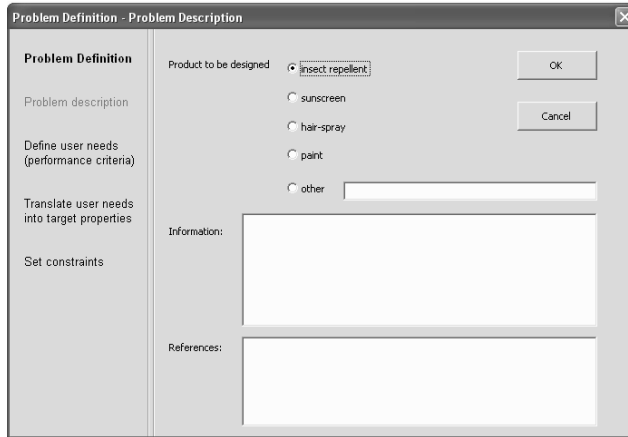 Problem Definition - Problem Description
Problem Definition
Problem description
Define user needs
(performance criteria)
Translate user needs
into target properties
Set constraints
Product to be designed
insect repellent
sunscreen
hair-spray
paint
other
OK
Cancel
Information:
References: